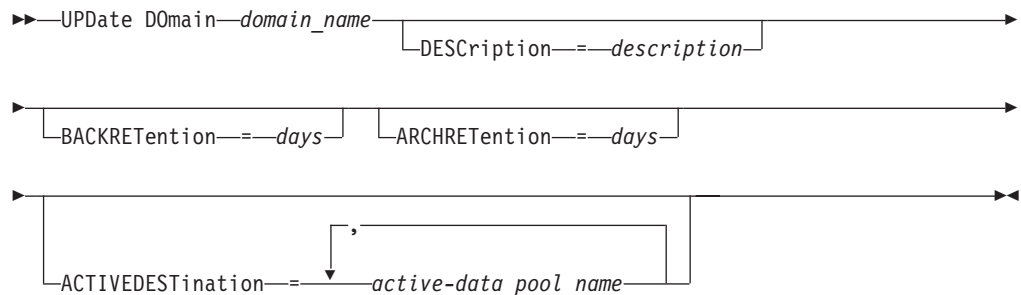 UPDate DOmain domain_name
DESCription = description
BACKRETention = days ARCHRETention = days
,
ACTIVEDESTination = active-data pool name